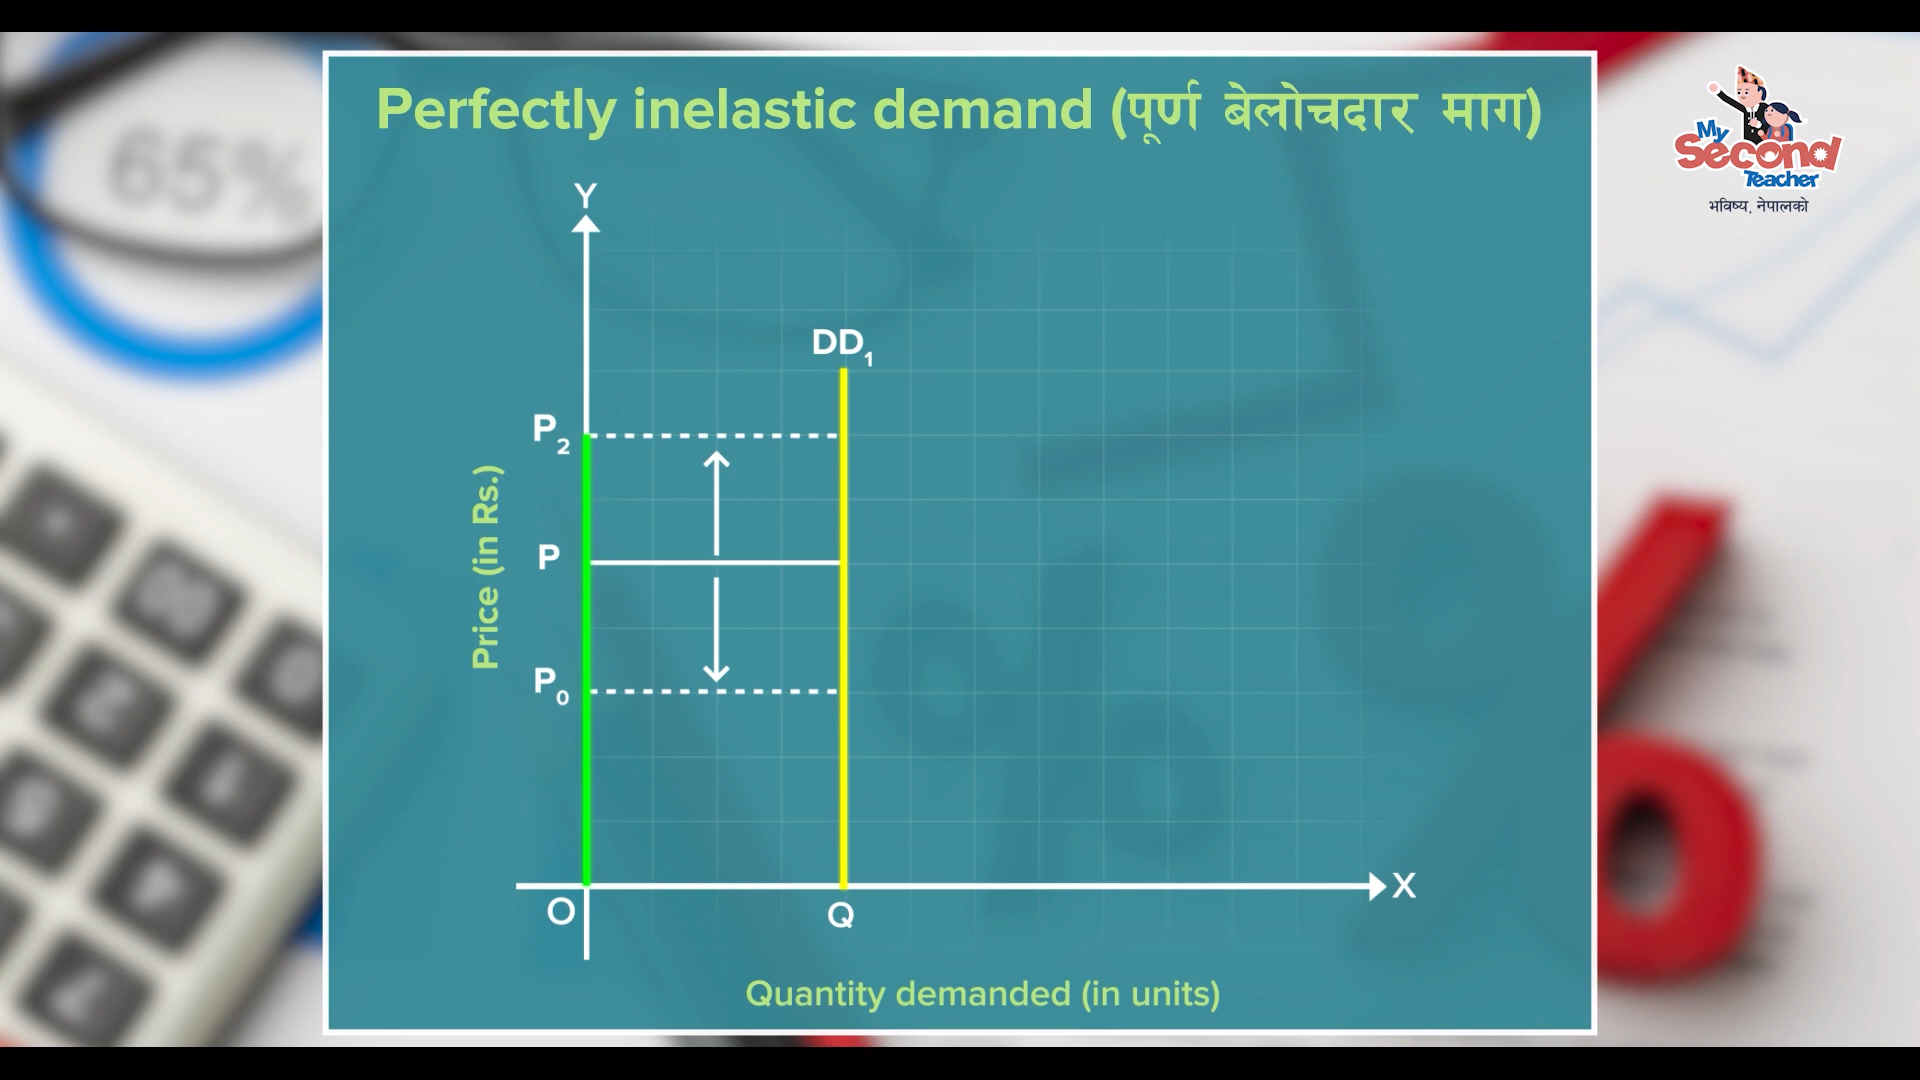 65%
Perfectly inelastic demand (पूर्ण बेलोचदार माग)
My
Second
Teacher
भविष्य, नेपालको
Y
DD₁
P₂
Price (in Rs.)
P
P₀
X
O
Q
Quantity demanded (in units)